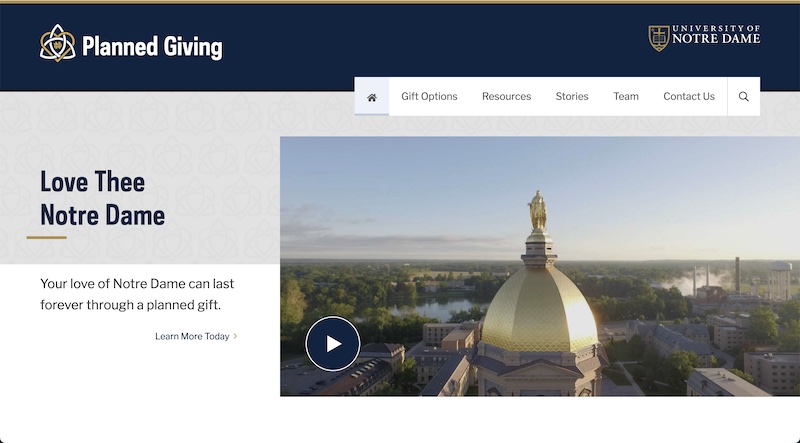 Planned Giving
UNIVERSITY OF
NOTRE DAME
Gift Options
Resources
Stories
Team
Contact Us
Love Thee
Notre Dame
Your love of Notre Dame can last
forever through a planned gift.
Learn More Today